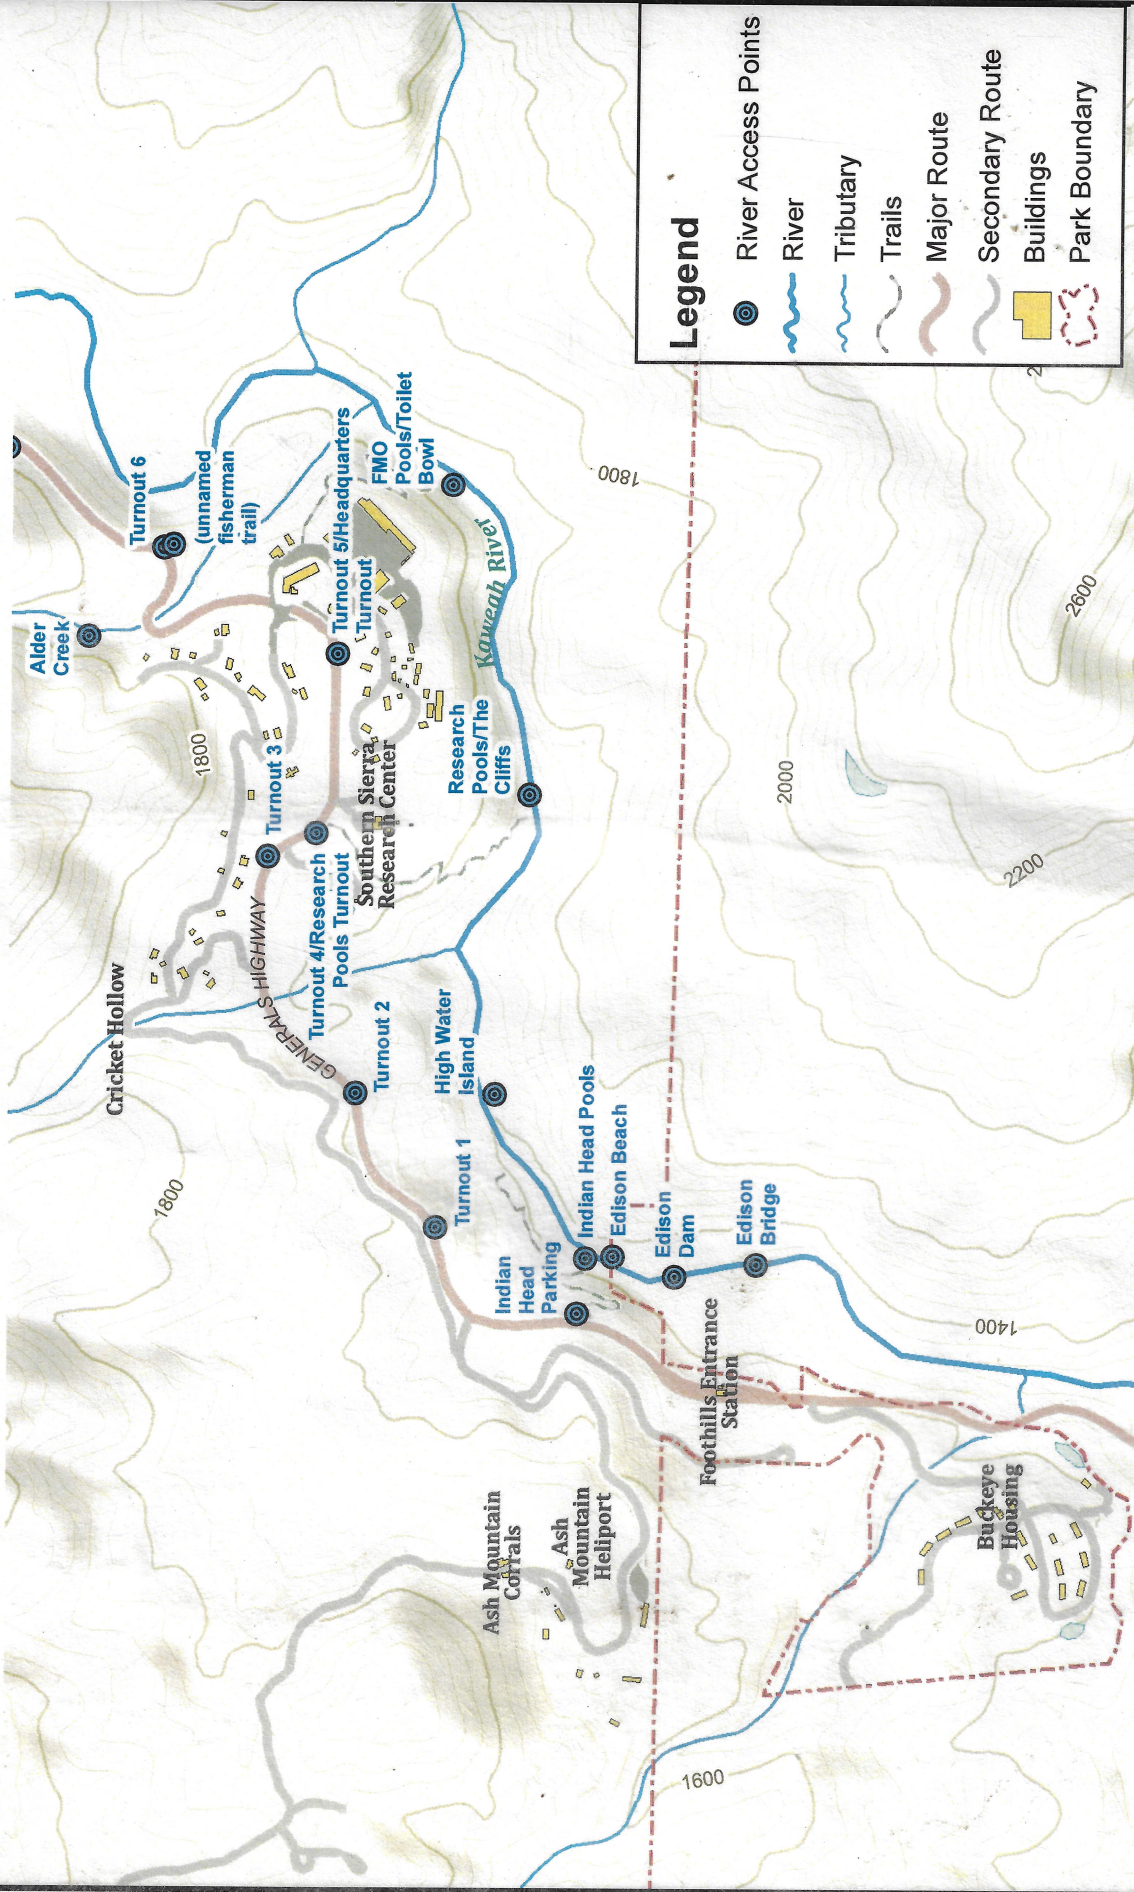 Legend
River Access Points
River
Tributary
Trails
Major Route
Secondary Route
Buildings
Park Boundary
Alder
Creek
Turnout 6
(unnamed
fisherman
trail)
Turnout 5/Headquarters
Turnout
FMO
Pools/Toilet
Bowl
Kaweah River
Research
Pools/The
Cliffs
Turnout 3
Southern Sierra
Research Center
Turnout 4/Research
Pools Turnout
GENERALS HIGHWAY
Cricket Hollow
Turnout 2
High Water
Island
Turnout 1
Indian Head Pools
Edison Beach
Edison
Dam
Edison
Bridge
Indian
Head
Parking
Foothills Entrance
Station
Ash Mountain
Corrals
Ash
Mountain
Heliport
Buckeye
Housing
1800
1800
1800
2000
2200
2600
1400
1600